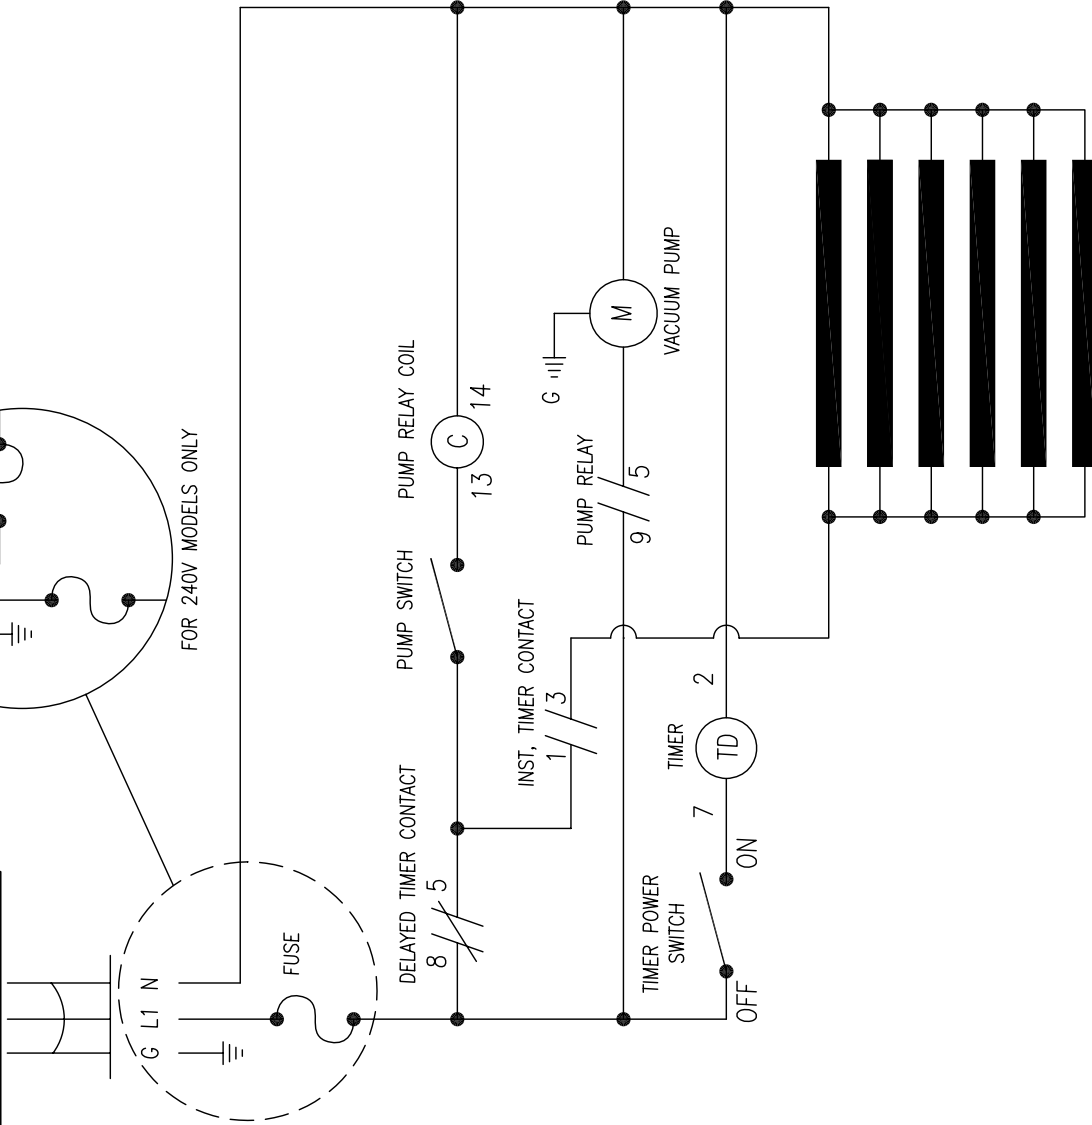 FOR 240V MODELS ONLY
G L1 N
FUSE
DELAYED TIMER CONTACT
8 5
PUMP SWITCH
PUMP RELAY COIL
13 14
INST, TIMER CONTACT
1 3
G
PUMP RELAY
9 5
M
VACUUM PUMP
C
TIMER POWER
SWITCH
OFF
ON
TIMER
7
TD
2